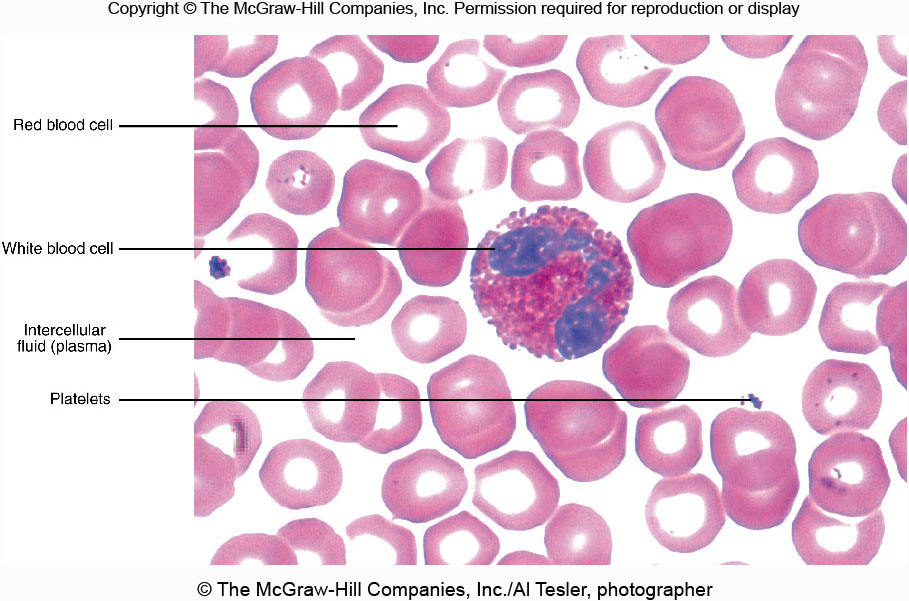 Copyright © The McGraw-Hill Companies, Inc. Permission required for reproduction or display
Red blood cell
White blood cell
Intercellular
fluid (plasma)
Platelets
© The McGraw-Hill Companies, Inc./Al Tesler, photographer